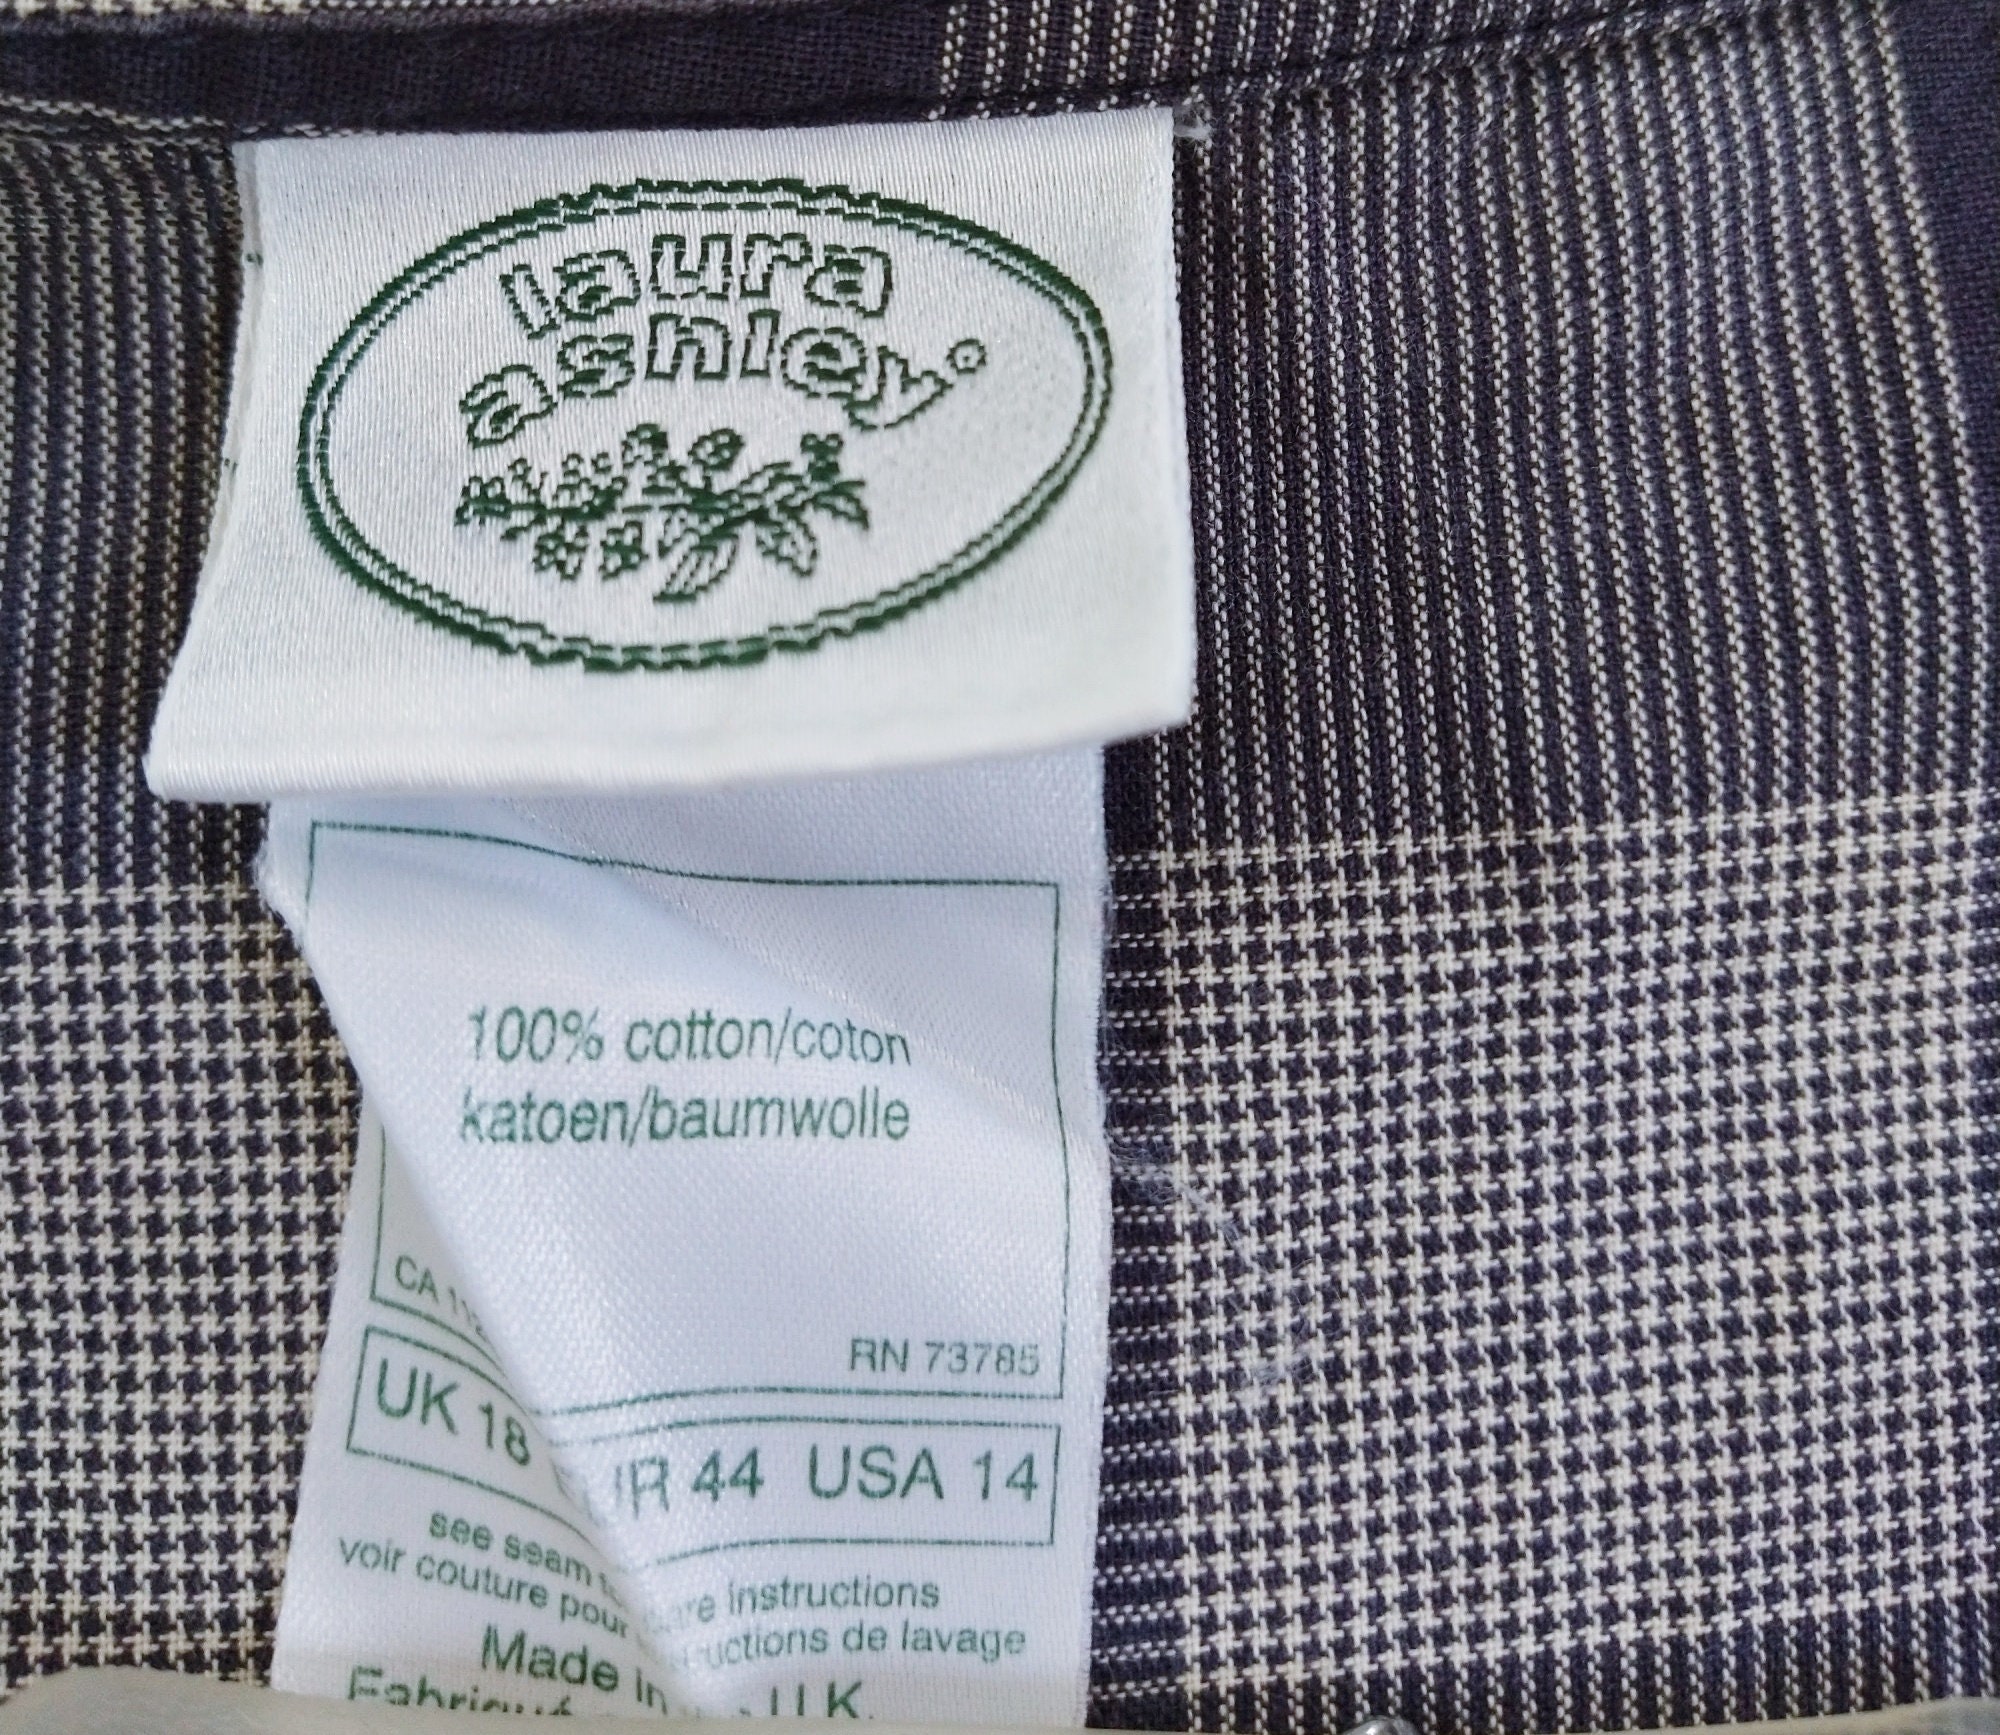 laura
ashley®
100% cotton/coton
katoen/baumwolle
CA
RN 73785
UK 18 44 USA 14
see seam instructions
voir couture pour de lavage
Made in U.K.